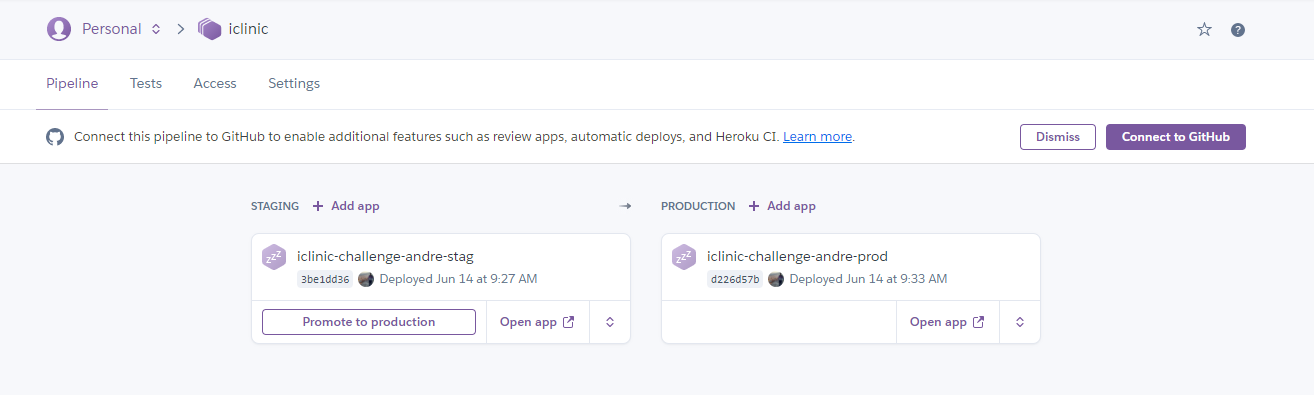 Personal iclinic
Pipeline Tests Access Settings
Connect this pipeline to GitHub to enable additional features such as review apps, automatic deploys, and Heroku CI. Learn more.
Dismiss
Connect to GitHub
STAGING + Add app
iclinic-challenge-andre-stag
3be1dd36 Deployed Jun 14 at 9:27 AM
Promote to production
Open app
PRODUCTION + Add app
iclinic-challenge-andre-prod
d226d57b Deployed Jun 14 at 9:33 AM
Open app